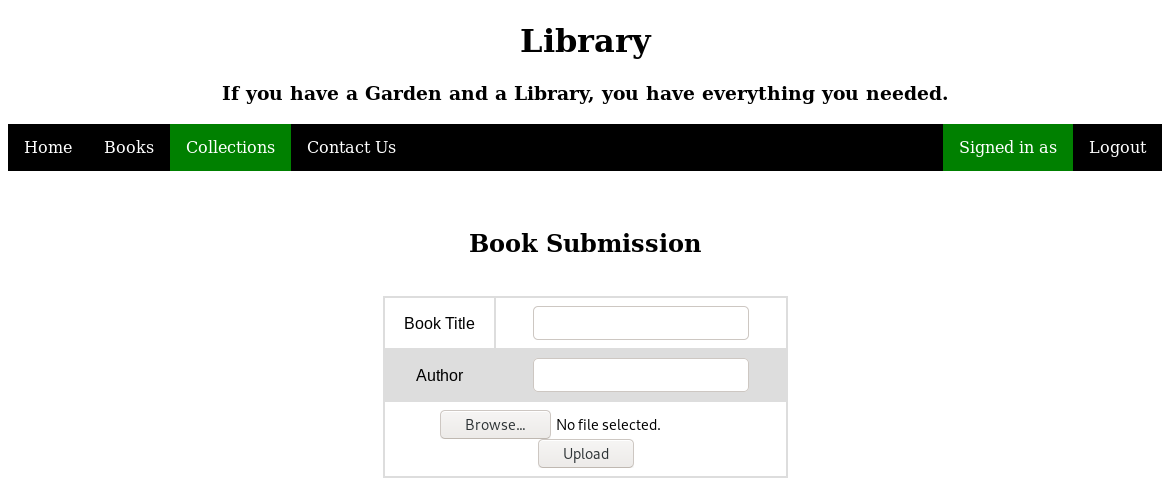 Library
If you have a Garden and a Library, you have everything you needed.
Home Books Collections Contact Us Signed in as Logout
Book Submission
Book Title
Author
Browse... No file selected.
Upload